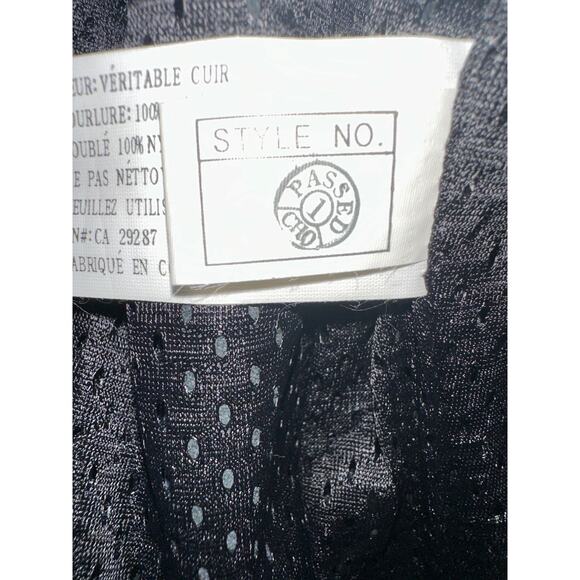 EUR: VÉRITABLE CUIR
OURLURE: 100%
OUBLÉ 100% NY
E PAS NÉTTOY
EUILLEZ UTILIS
N#: CA 29287
ABRIQUÉ EN C
STYLE NO.
PASSED
1
CHO